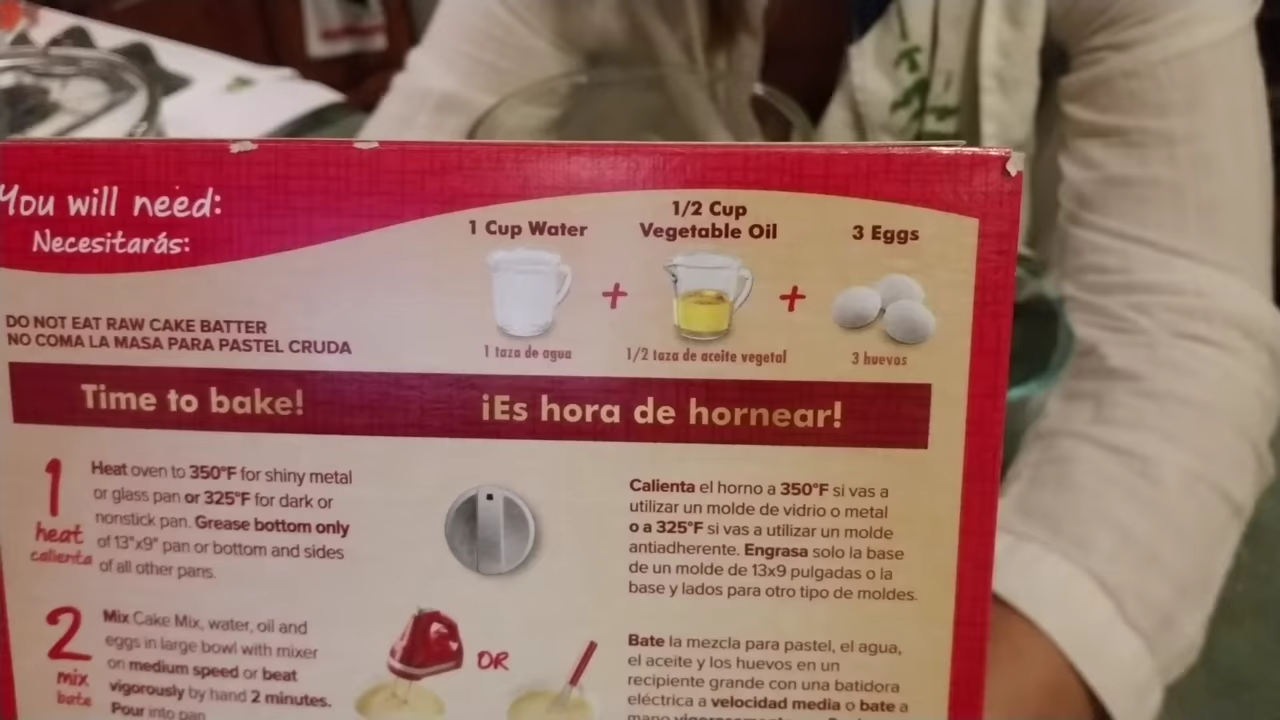 You will need:
Necesitarás:
1 Cup Water
1/2 Cup
Vegetable Oil
3 Eggs
1 taza de agua
1/2 taza de aceite vegetal
3 huevos
DO NOT EAT RAW CAKE BATTER
NO COMA LA MASA PARA PASTEL CRUDA
Time to bake!
¡Es hora de hornear!
1
heat
calienta
Heat oven to 350°F for shiny metal
or glass pan or 325°F for dark or
nonstick pan. Grease bottom only
of 13"x9" pan or bottom and sides
of all other pans.
Calienta el horno a 350°F si vas a
utilizar un molde de vidrio o metal
o a 325°F si vas a utilizar un molde
antiadherente. Engrasa solo la base
de un molde de 13x9 pulgadas o la
base y lados para otro tipo de moldes.
2
mix
bate
Mix Cake Mix, water, oil and
eggs in large bowl with mixer
on medium speed or beat
vigorously by hand 2 minutes.
Pour into pan
OR
Bate la mezcla para pastel, el agua,
el aceite y los huevos en un
recipiente grande con una batidora
eléctrica a velocidad media o bate a
mano